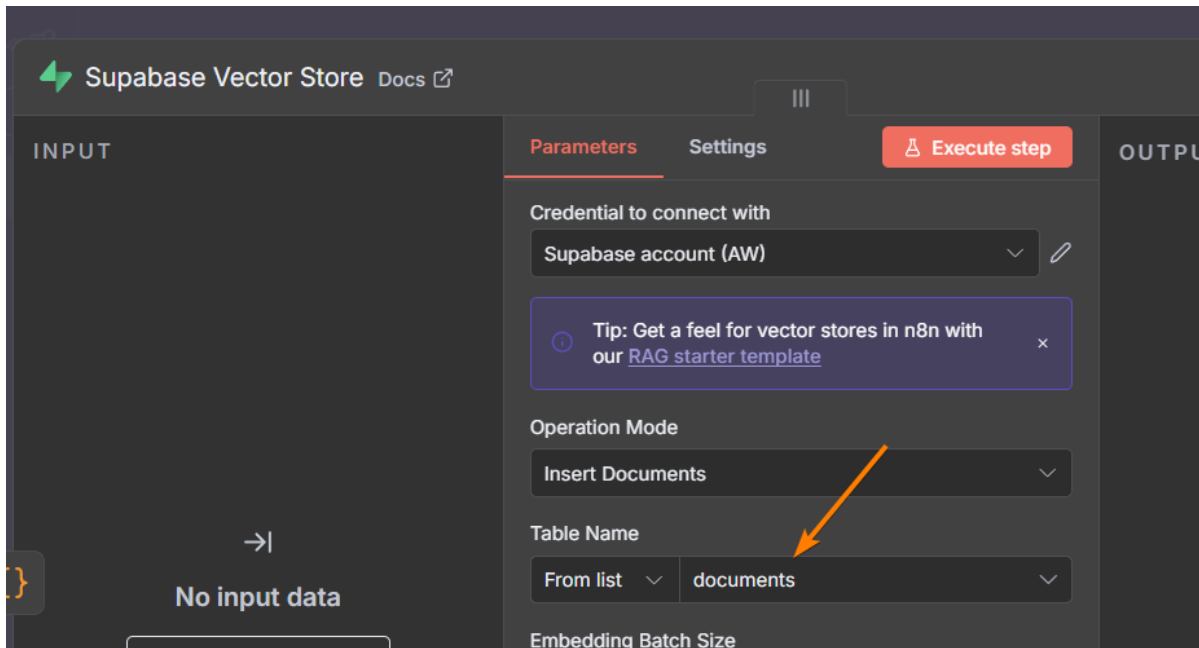 Supabase Vector Store Docs
INPUT
Parameters Settings Execute step
OUTPU
Credential to connect with
Supabase account (AW)
Tip: Get a feel for vector stores in n8n with
our RAG starter template
Operation Mode
Insert Documents
Table Name
From list documents
No input data
Embedding Batch Size